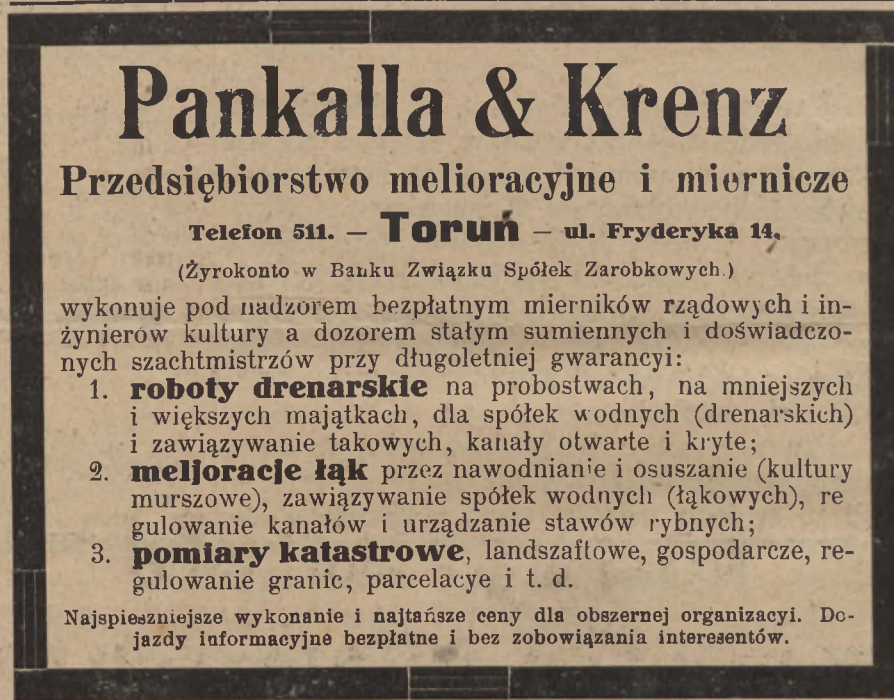 Pankalla & Krenz
Przedsiębiorstwo melioracyjne i miernicze
Telefon 511. — Toruń — ul. Fryderyka 14,
(Żyrokonto w Banku Związku Spółek Zarobkowych.)
wykonuje pod nadzorem bezpłatnym mierników rządowych i in-
żynierów kultury a dozorem stałym sumiennych i doświadczo-
nych szachtmistrzów przy długoletniej gwarancyi:
1. roboty drenarskie na probostwach, na mniejszych
i większych majątkach, dla spółek wodnych (drenarskich)
i zawiązywanie takowych, kanały otwarte i kryte;
2. meljoracje łąk przez nawodnianie i osuszanie (kultury
murszowe), zawiązywanie spółek wodnych (łąkowych), re
gulowanie kanałów i urządzanie stawów rybnych;
3. pomiary katastrowe, landszaftowe, gospodarcze, re-
gulowanie granic, parcelacye i t. d.
Najspieszniejsze wykonanie i najtańsze ceny dla obszernej organizacyi. Do-
jazdy informacyjne bezpłatne i bez zobowiązania interesentów.